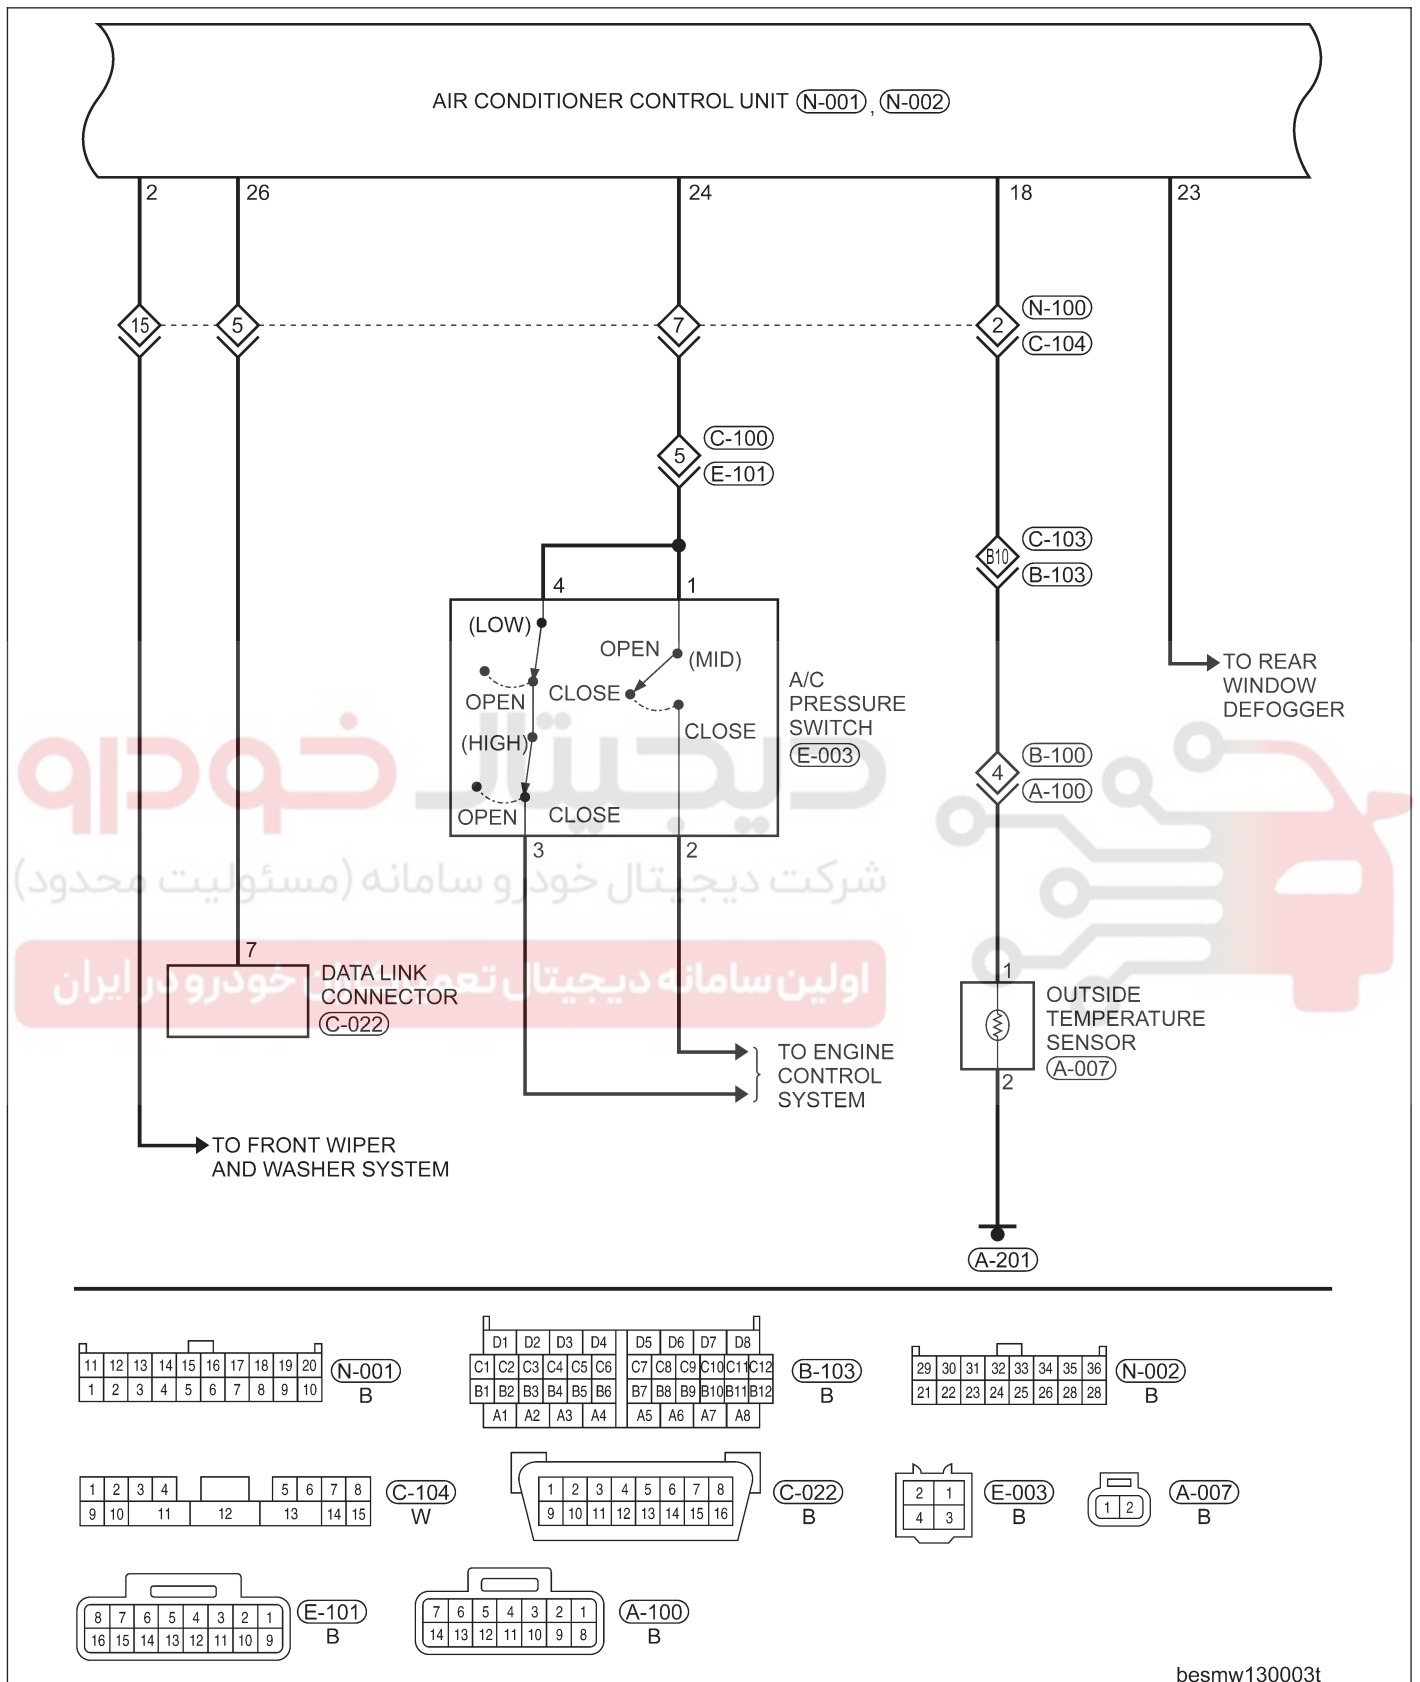 AIR CONDITIONER CONTROL UNIT N-001 , N-002
2 26 24 18 23
15 5 7 2 N-100
C-104
C-100
5
E-101
C-103
B10
B-103
4 1
(LOW)
OPEN (MID)
OPEN CLOSE
(HIGH) CLOSE
OPEN CLOSE
A/C
PRESSURE
SWITCH
E-003
TO REAR
WINDOW
DEFOGGER
B-100
4
A-100
3 2
دیجیتال خودرو
شرکت دیجیتال خودرو سامانه (مسئولیت محدود)
اولین سامانه دیجیتال تعمیرکاران خودرو در ایران
7
DATA LINK
CONNECTOR
C-022
1
OUTSIDE
TEMPERATURE
SENSOR
A-007
2
TO ENGINE
CONTROL
SYSTEM
TO FRONT WIPER
AND WASHER SYSTEM
A-201
11 12 13 14 15 16 17 18 19 20
1 2 3 4 5 6 7 8 9 10
N-001
B
D1 D2 D3 D4 D5 D6 D7 D8
C1 C2 C3 C4 C5 C6 C7 C8 C9 C10 C11 C12
B1 B2 B3 B4 B5 B6 B7 B8 B9 B10 B11 B12
A1 A2 A3 A4 A5 A6 A7 A8
B-103
B
29 30 31 32 33 34 35 36
21 22 23 24 25 26 28 28
N-002
B
1 2 3 4 5 6 7 8
9 10 11 12 13 14 15
C-104
W
1 2 3 4 5 6 7 8
9 10 11 12 13 14 15 16
C-022
B
2 1
4 3
E-003
B
1 2
A-007
B
8 7 6 5 4 3 2 1
16 15 14 13 12 11 10 9
E-101
B
7 6 5 4 3 2 1
14 13 12 11 10 9 8
A-100
B
besmw130003t